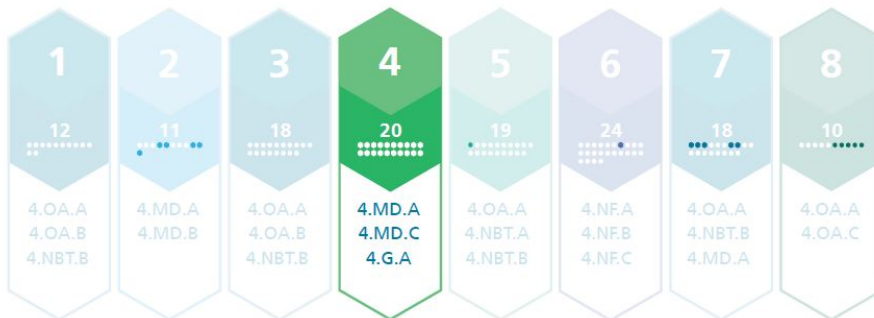 1 2 3 4 5 6 7 8
12 11 18 20 19 24 18 10
4.OA.A 4.MD.A 4.OA.A 4.MD.A 4.OA.A 4.NF.A 4.OA.A 4.OA.A
4.OA.B 4.MD.B 4.OA.B 4.MD.C 4.NBT.A 4.NF.B 4.NBT.B 4.OA.C
4.NBT.B 4.NBT.B 4.G.A 4.NBT.B 4.NF.C 4.MD.A